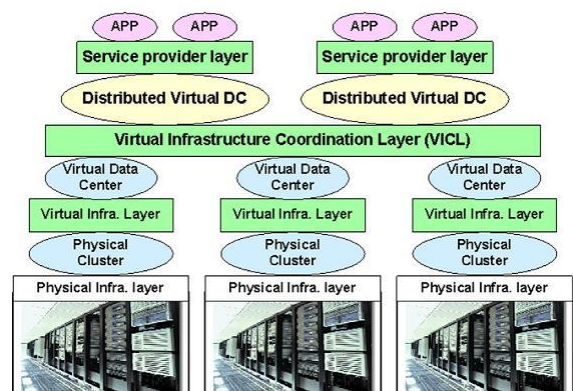 APP APP APP APP
Service provider layer Service provider layer
Distributed Virtual DC Distributed Virtual DC
Virtual Infrastructure Coordination Layer (VICL)
Virtual Data Virtual Data Virtual Data
Center Center Center
Virtual Infra. Layer Virtual Infra. Layer Virtual Infra. Layer
Physical Physical Physical
Cluster Cluster Cluster
Physical Infra. layer Physical Infra. layer Physical Infra. layer